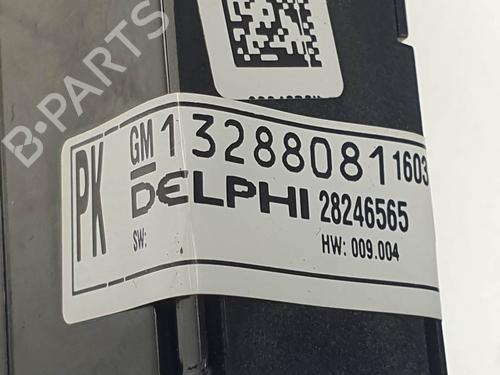 B-PARTS
PK
GM 13288081 1603
DELPHI 28246565
SW:
HW: 009.004